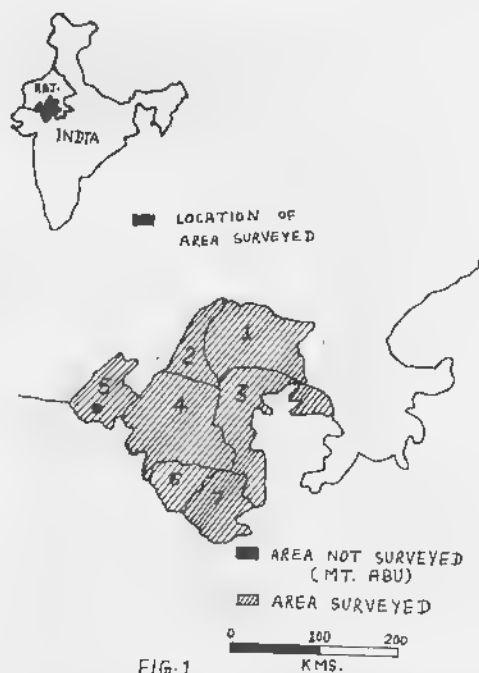 RAJ.
INDIA
LOCATION OF
AREA SURVEYED
1
2
3
5
4
6
7
AREA NOT SURVEYED
(MT. ABU)
AREA SURVEYED
0 100 200
KMS.
FIG.1